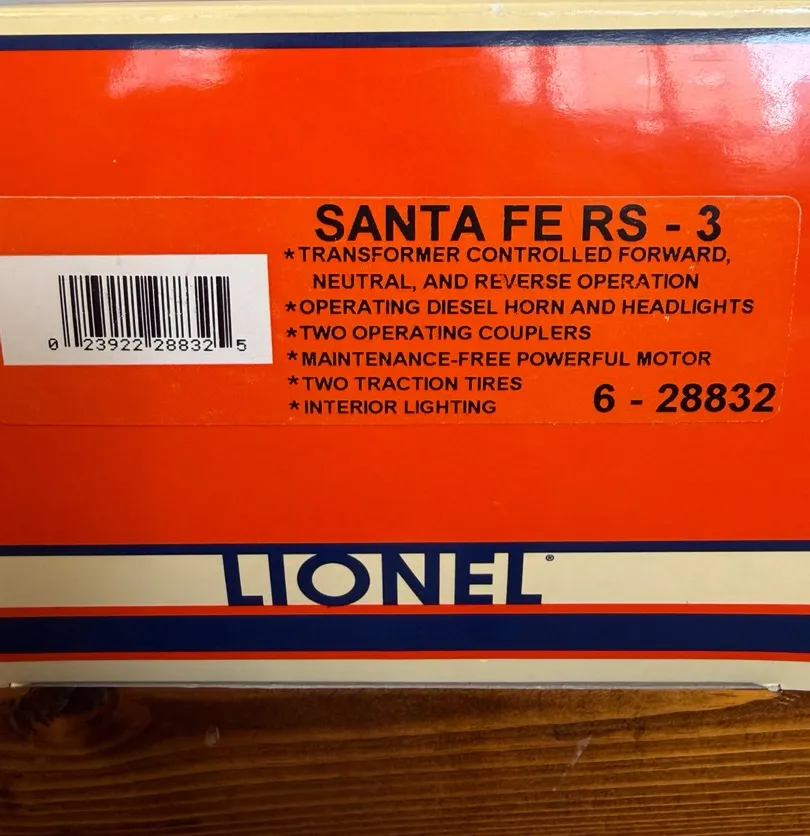 SANTA FE RS - 3
*TRANSFORMER CONTROLLED FORWARD,
NEUTRAL, AND REVERSE OPERATION
*OPERATING DIESEL HORN AND HEADLIGHTS
*TWO OPERATING COUPLERS
*MAINTENANCE-FREE POWERFUL MOTOR
*TWO TRACTION TIRES
*INTERIOR LIGHTING
6 - 28832
0 23922 28832 5
LIONEL®